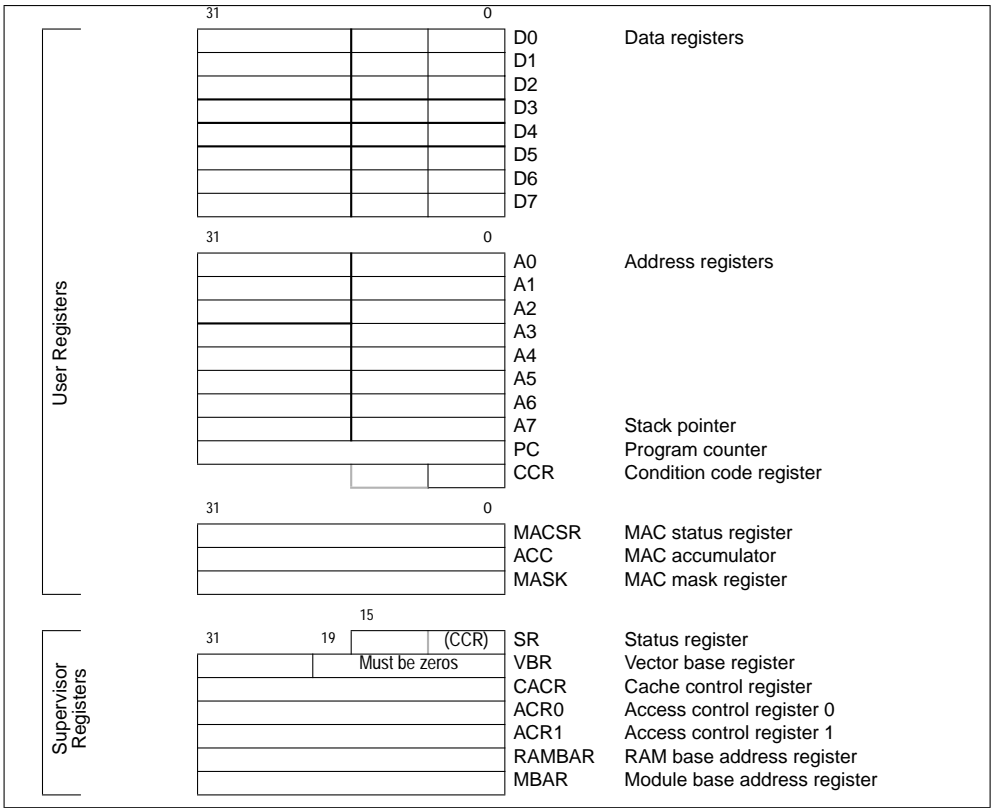 31 0
D0 Data registers
D1
D2
D3
D4
D5
D6
D7
31 0
A0 Address registers
A1
A2
A3
A4
A5
A6
A7 Stack pointer
PC Program counter
CCR Condition code register
User Registers
31 0
MACSR MAC status register
ACC MAC accumulator
MASK MAC mask register
15
31 19 (CCR) SR Status register
Must be zeros VBR Vector base register
CACR Cache control register
ACR0 Access control register 0
ACR1 Access control register 1
RAMBAR RAM base address register
MBAR Module base address register
Supervisor
Registers